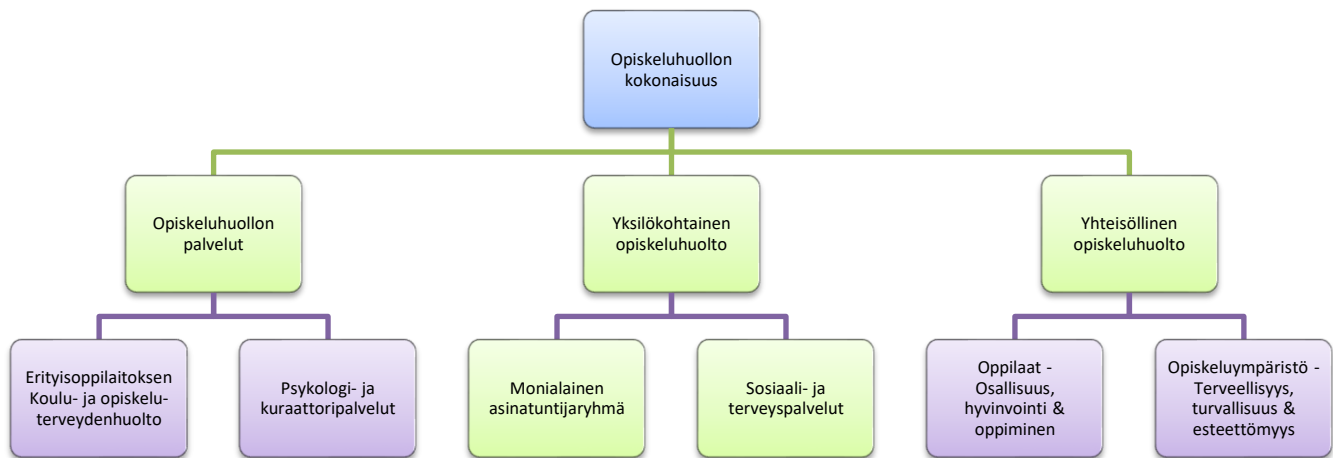 Opiskeluhuollon
kokonaisuus
Opiskeluhuollon
palvelut
Yksilökohtainen
opiskeluhuolto
Yhteisöllinen
opiskeluhuolto
Erityisoppilaitoksen
Koulu- ja opiskelu-
terveydenhuolto
Psykologi- ja
kuraattoripalvelut
Monialainen
asinatuntijaryhmä
Sosiaali- ja
terveyspalvelut
Oppilaat -
Osallisuus,
hyvinvointi &
oppiminen
Opiskeluympäristö -
Terveellisyys,
turvallisuus &
esteettömyys